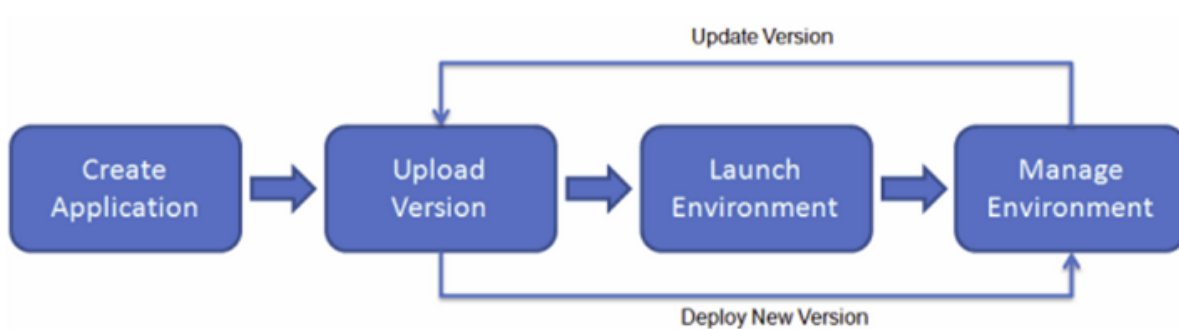 Update Version
Create
Application
Upload
Version
Launch
Environment
Manage
Environment
Deploy New Version